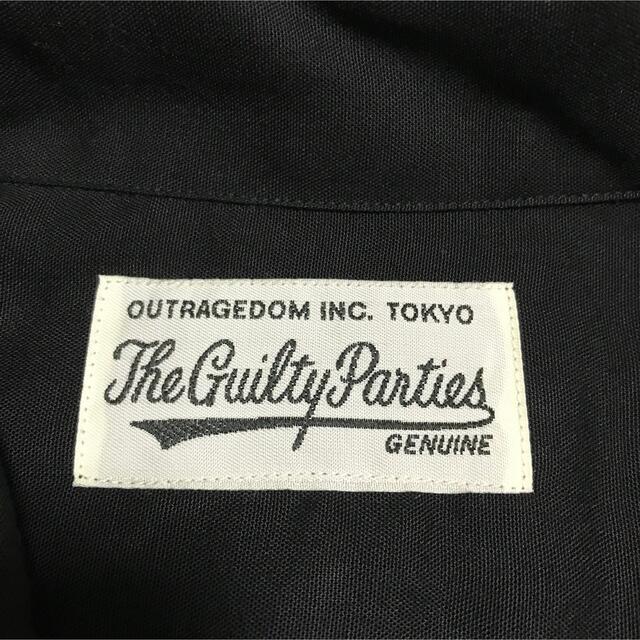 OUTRAGEDOM INC. TOKYO
The Guilty Parties
GENUINE